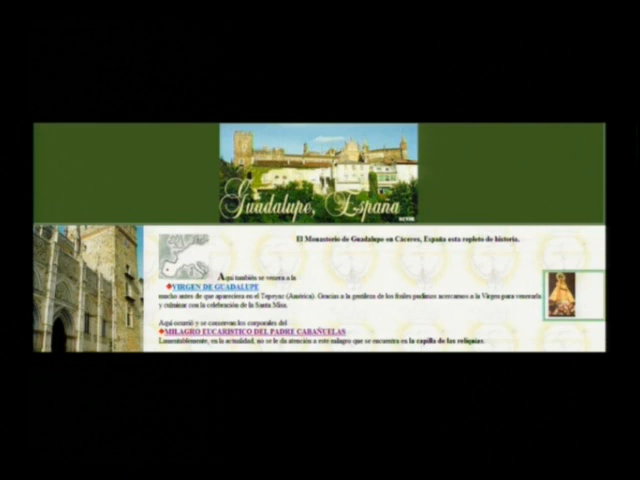 Guadalupe, España
El Monasterio de Guadalupe en Cáceres, España esta repleto de historia.
Aqui también se venera a la
VIRGEN DE GUADALUPE
mucho antes de que apareciera en el Tepeyac (América). Gracias a la gentileza de los frailes pudimos acercarnos a la Virgen para venerarla
y culminar con la celebración de la Santa Misa.
Aqui ocurrió y se conservan los corporales del
MILAGRO EUCARISTICO DEL PADRE CABAÑUELAS
Lamentablemente, en la actualidad, no se le da atención a este milagro que se encuentra en la capilla de las reliquias.